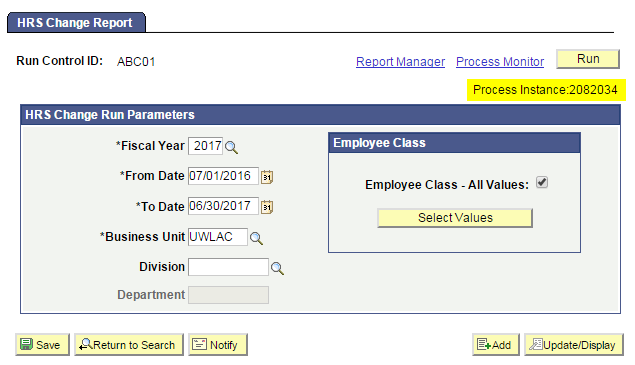 HRS Change Report
Run Control ID: ABC01 Report Manager Process Monitor Run
Process Instance:2082034
HRS Change Run Parameters
*Fiscal Year 2017
*From Date 07/01/2016 31
*To Date 06/30/2017 31
*Business Unit UWLAC
Division
Department
Employee Class
Employee Class - All Values:
Select Values
Save Return to Search Notify Add Update/Display